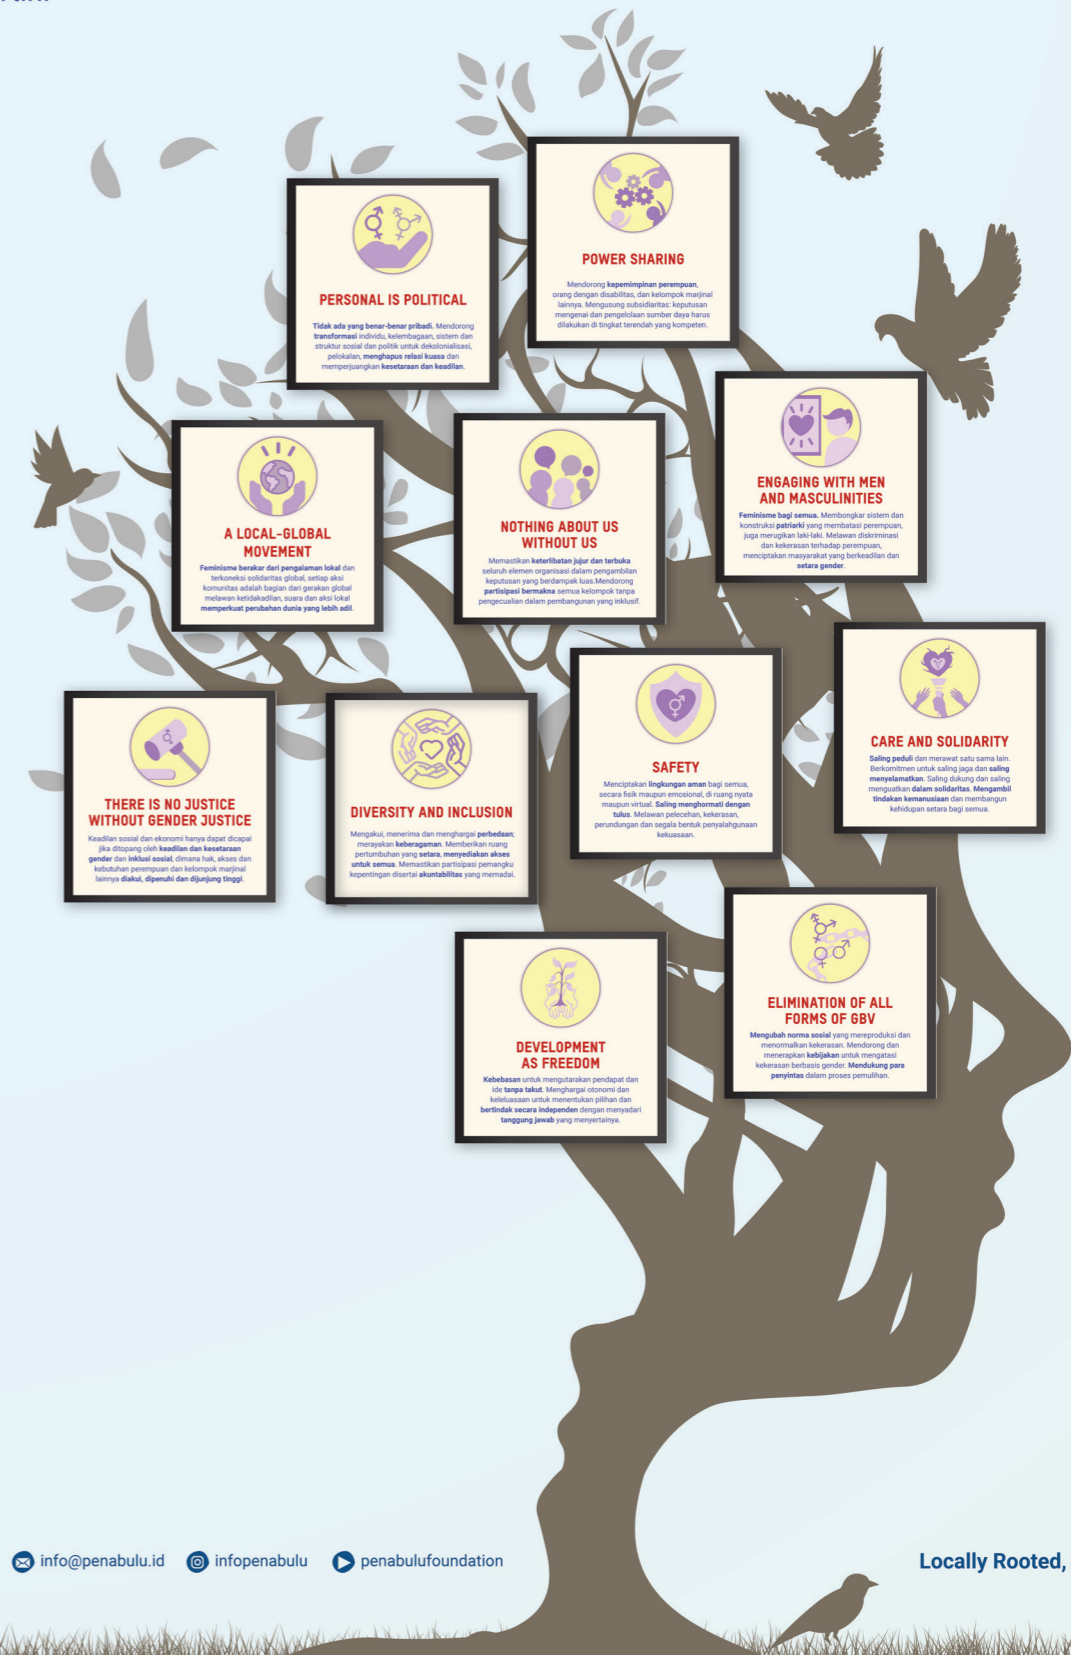 POWER SHARING
Mendorong kepemimpinan perempuan,
orang dengan disabilitas, dan kelompok marjinal
lainnya. Mengusung subsidiaritas: keputusan
mengenai dan pengelolaan sumber daya harus
dilakukan di tingkat terendah yang kompeten.
PERSONAL IS POLITICAL
Tidak ada yang benar-benar pribadi. Mendorong
transformasi individu, kelembagaan, sistem dan
struktur sosial dan politik untuk dekolonialisasi,
pelokalan, menghapus relasi kuasa dan
memperjuangkan kesetaraan dan keadilan.
ENGAGING WITH MEN
AND MASCULINITIES
Feminisme bagi semua. Membongkar sistem dan
konstruksi patriarki yang membatasi perempuan,
juga merugikan laki-laki. Melawan diskriminasi
dan kekerasan terhadap perempuan,
menciptakan masyarakat yang berkeadilan dan
setara gender.
A LOCAL-GLOBAL
MOVEMENT
Feminisme berakar dari pengalaman lokal dan
terkoneksi solidaritas global, setiap aksi
komunitas adalah bagian dari gerakan global
melawan ketidakadilan, suara dan aksi lokal
memperkuat perubahan dunia yang lebih adil.
NOTHING ABOUT US
WITHOUT US
Memastikan keterlibatan jujur dan terbuka
seluruh elemen organisasi dalam pengambilan
keputusan yang berdampak luas.Mendorong
partisipasi bermakna semua kelompok tanpa
pengecualian dalam pembangunan yang inklusif.
CARE AND SOLIDARITY
Saling peduli dan merawat satu sama lain.
Berkomitmen untuk saling jaga dan saling
menyelamatkan. Saling dukung dan saling
menguatkan dalam solidaritas. Mengambil
tindakan kemanusiaan dan membangun
kehidupan setara bagi semua.
SAFETY
Menciptakan lingkungan aman bagi semua,
secara fisik maupun emosional, di ruang nyata
maupun virtual. Saling menghormati dengan
tulus. Melawan pelecehan, kekerasan,
perundungan dan segala bentuk penyalahgunaan
kekuasaan.
THERE IS NO JUSTICE
WITHOUT GENDER JUSTICE
Keadilan sosial dan ekonomi hanya dapat dicapai
jika ditopang oleh keadilan dan kesetaraan
gender dan inklusi sosial, dimana hak, akses dan
kebutuhan perempuan dan kelompok marjinal
lainnya diakui, dipenuhi dan dijunjung tinggi.
DIVERSITY AND INCLUSION
Mengakui, menerima dan menghargai perbedaan;
merayakan keberagaman. Memberikan ruang
pertumbuhan yang setara, menyediakan akses
untuk semua. Memastikan partisipasi pemangku
kepentingan disertai akuntabilitas yang memadai.
ELIMINATION OF ALL
FORMS OF GBV
Mengubah norma sosial yang mereproduksi dan
menormalkan kekerasan. Mendorong dan
menerapkan kebijakan untuk mengatasi
kekerasan berbasis gender. Mendukung para
penyintas dalam proses pemulihan.
DEVELOPMENT
AS FREEDOM
Kebebasan untuk mengutarakan pendapat dan
ide tanpa takut. Menghargai otonomi dan
keleluasaan untuk menentukan pilihan dan
bertindak secara independen dengan menyadari
tanggung jawab yang menyertainya.
info@penabulu.id infopenabulu penabulufoundation
Locally Rooted,